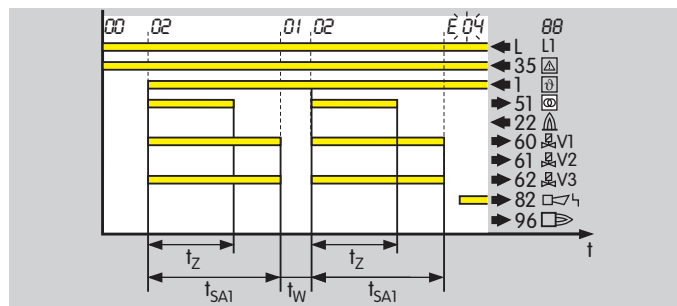 00 02 01 02 E 04 88
L L1
35
1 ϑ
51
22
60 V1
61 V2
62 V3
82
96
t
tZ tZ
tSA1 tW tSA1